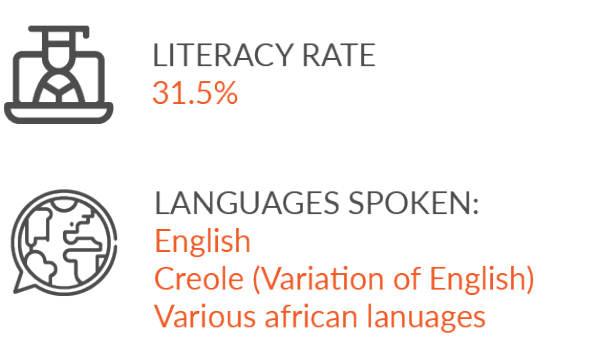 LITERACY RATE
31.5%
LANGUAGES SPOKEN:
English
Creole (Variation of English)
Various african lanuages